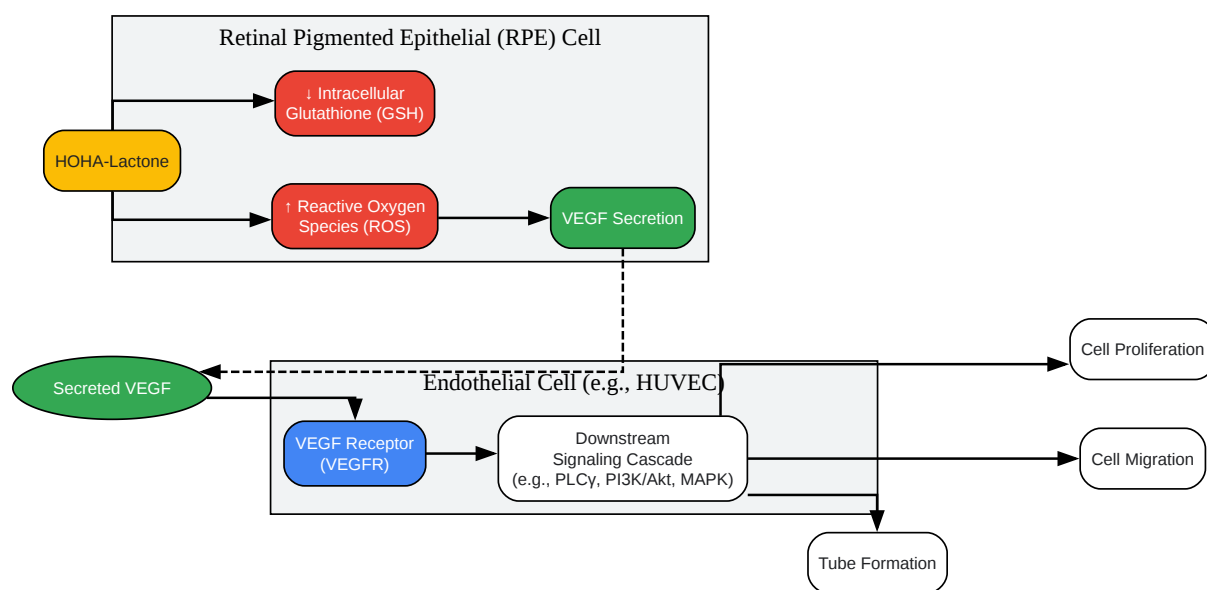 Retinal Pigmented Epithelial (RPE) Cell
↓ Intracellular
Glutathione (GSH)
HOHA-Lactone
↑ Reactive Oxygen
Species (ROS)
VEGF Secretion
Secreted VEGF
Endothelial Cell (e.g., HUVEC)
VEGF Receptor
(VEGFR)
Downstream
Signaling Cascade
(e.g., PLCγ, PI3K/Akt, MAPK)
Cell Proliferation
Cell Migration
Tube Formation